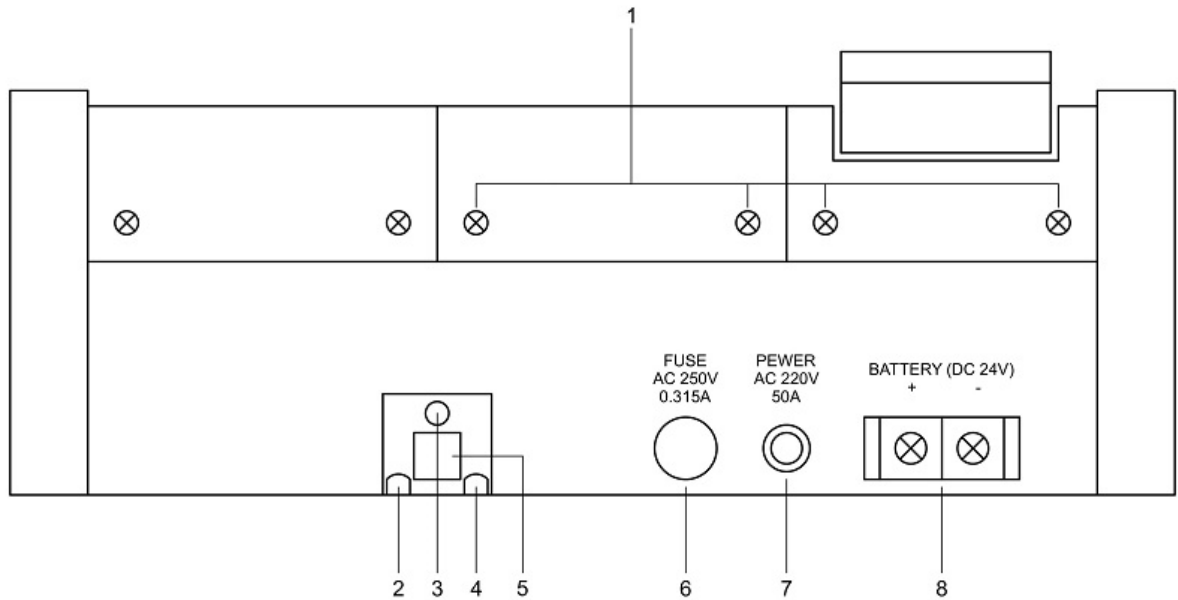 1
FUSE
AC 250V
0.315A
PEWER
AC 220V
50A
BATTERY (DC 24V)
+ -
2 3 4 5 6 7 8